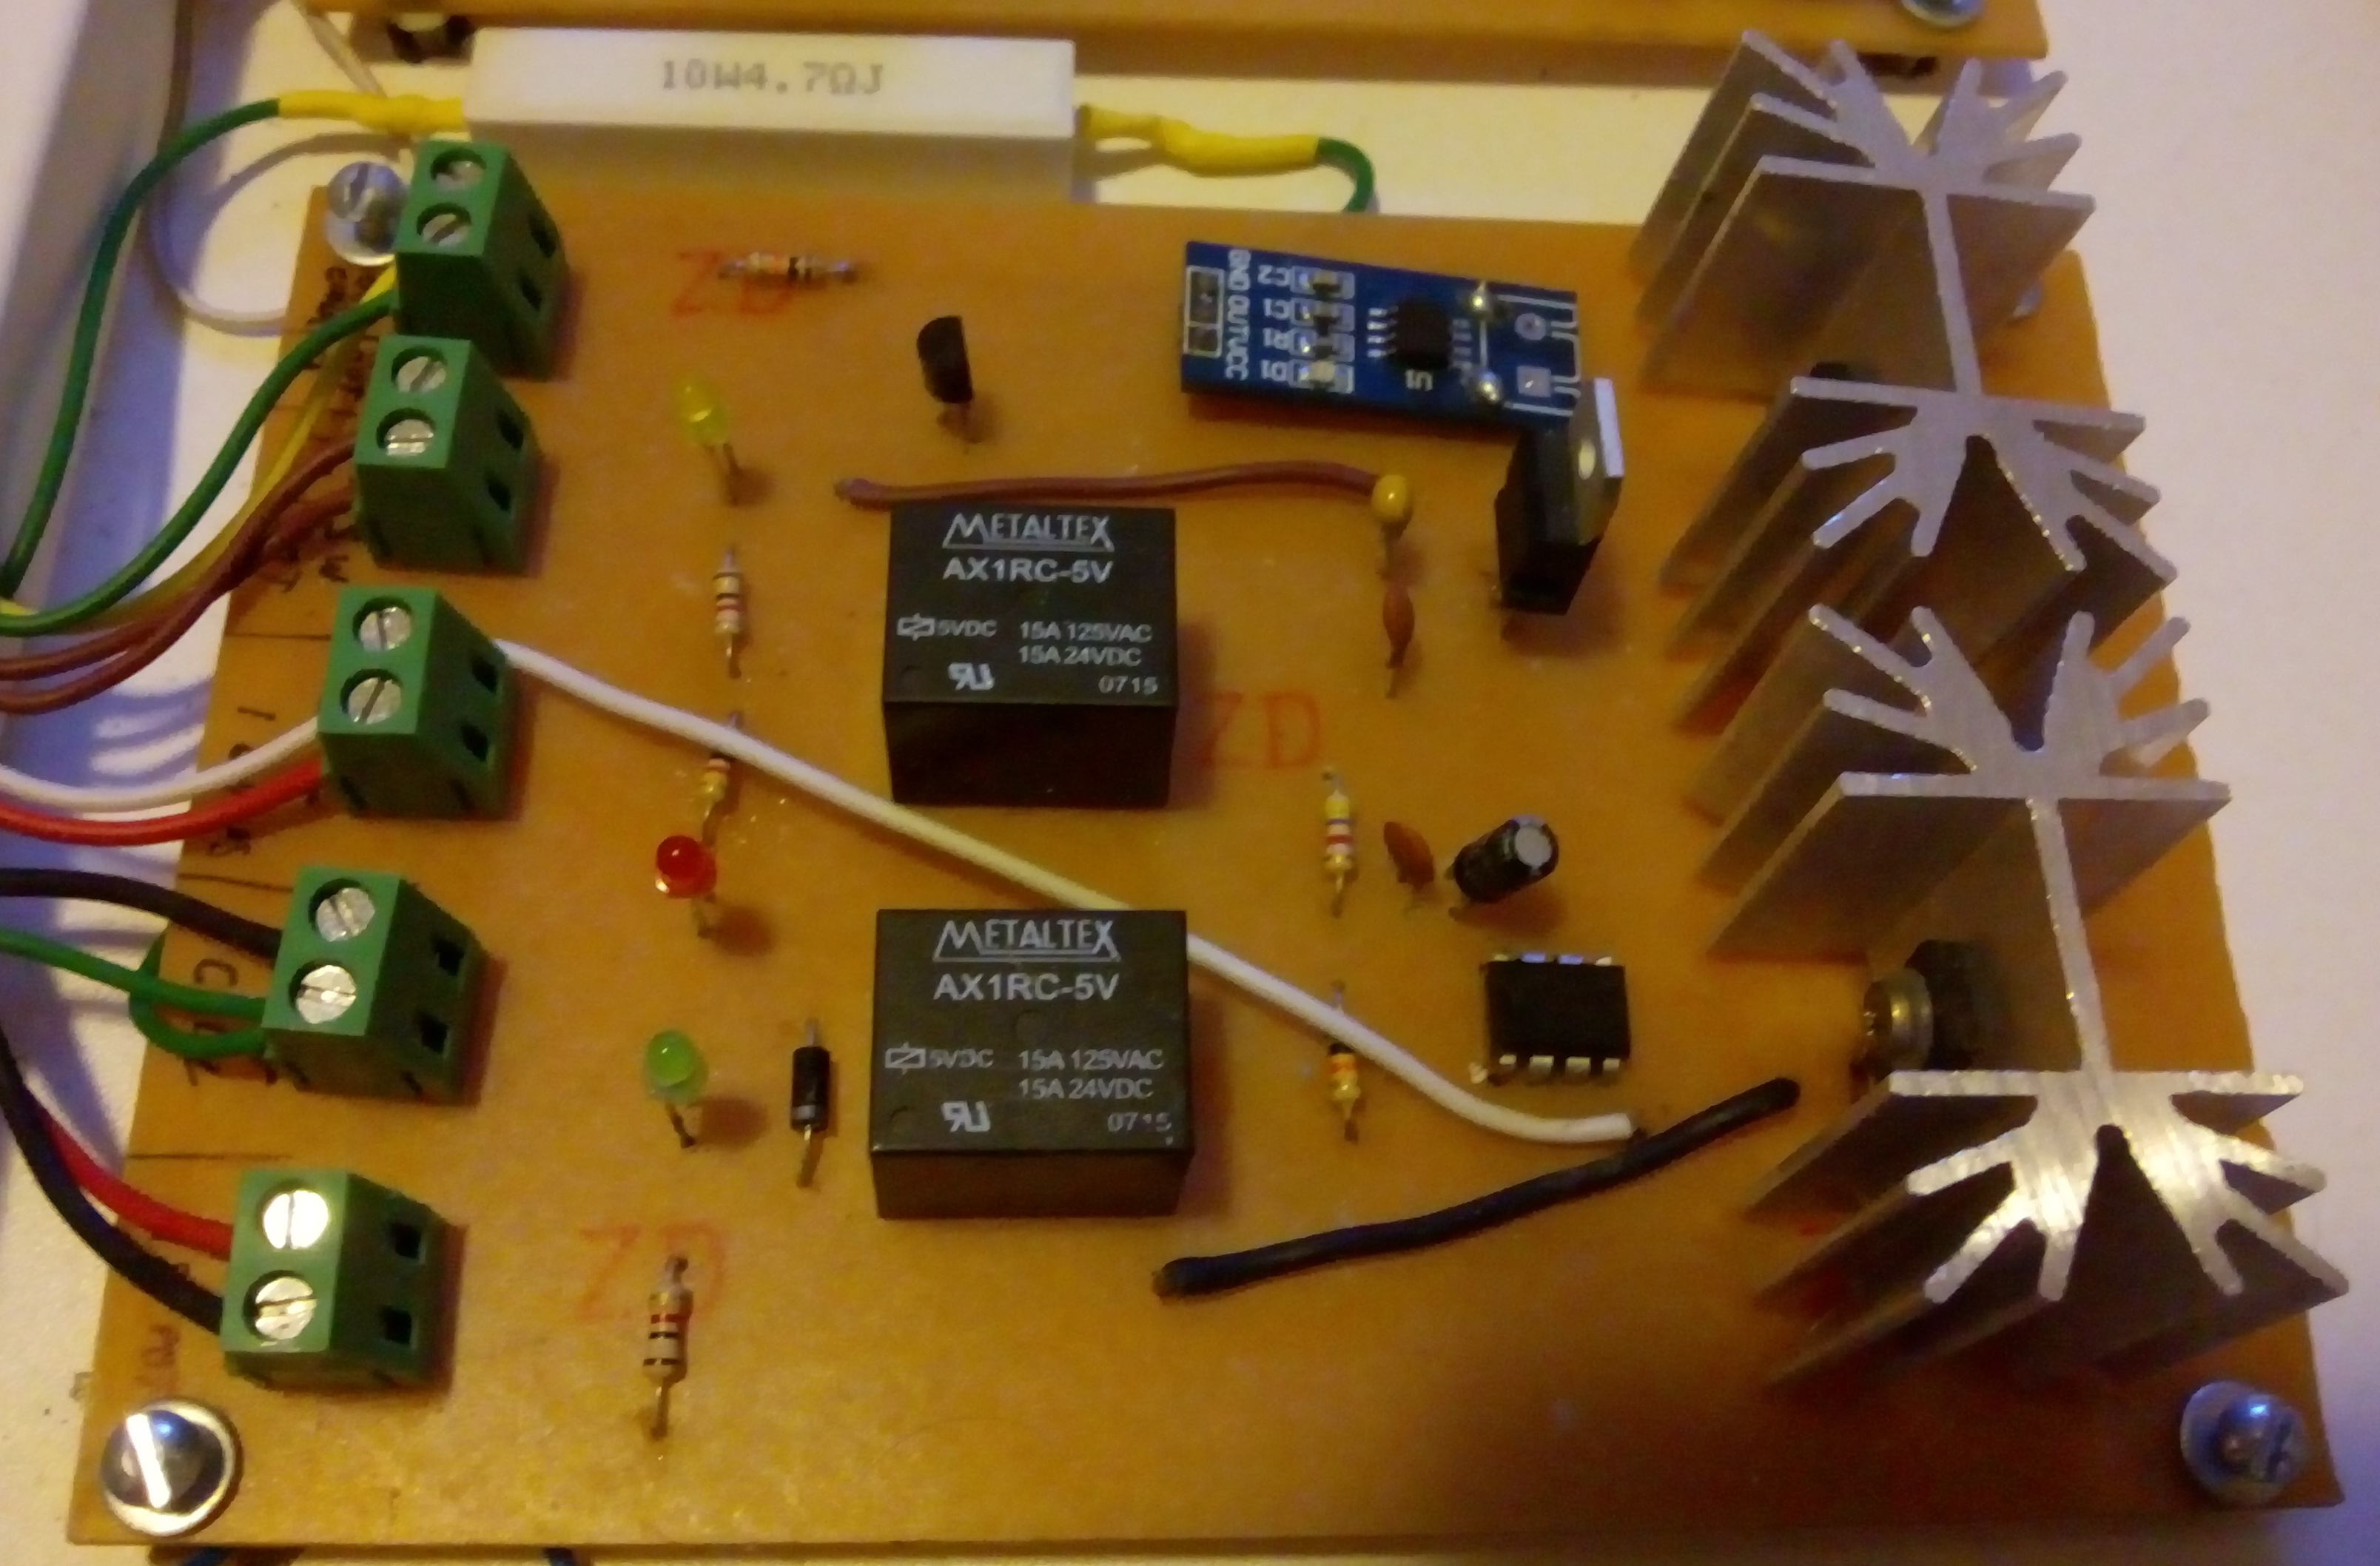 10W4.7ΩJ
ZD
GND OUT VCC
C2
C1
R1
D1
U1
METALTEX
AX1RC-5V
5VDC 15A 125VAC
15A 24VDC
0715
ZD
METALTEX
AX1RC-5V
5VDC 15A 125VAC
15A 24VDC
0715
ZD